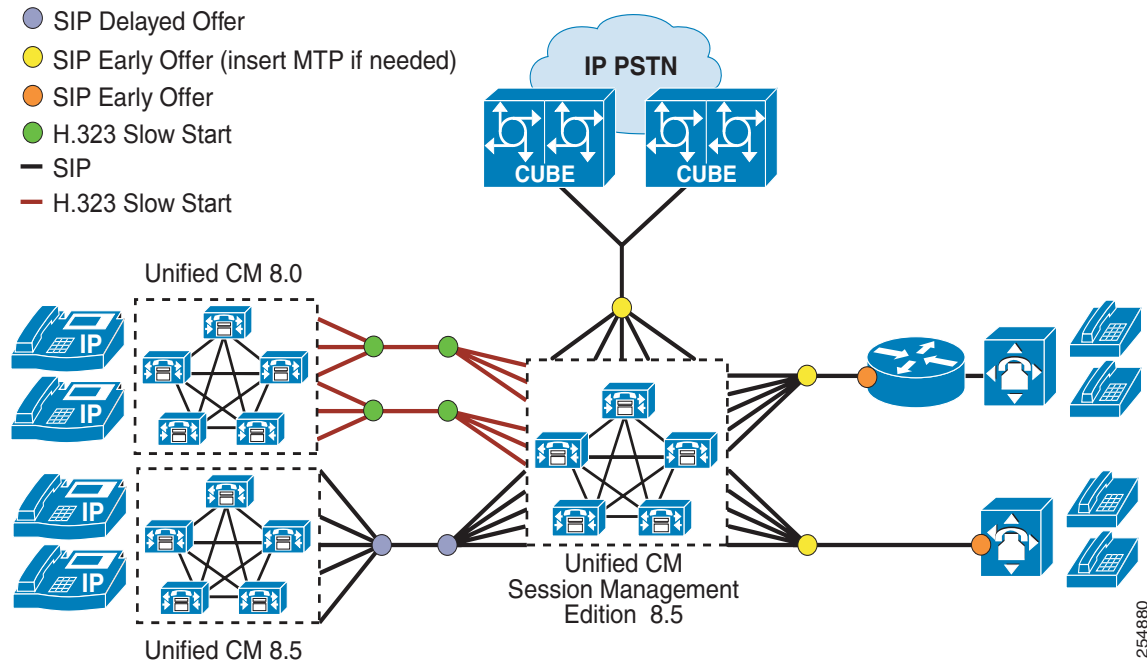 SIP Delayed Offer
SIP Early Offer (insert MTP if needed)
SIP Early Offer
H.323 Slow Start
SIP
H.323 Slow Start
IP PSTN
CUBE
CUBE
Unified CM 8.0
IP
IP
IP
IP
Unified CM 8.5
Unified CM
Session Management
Edition 8.5
254880